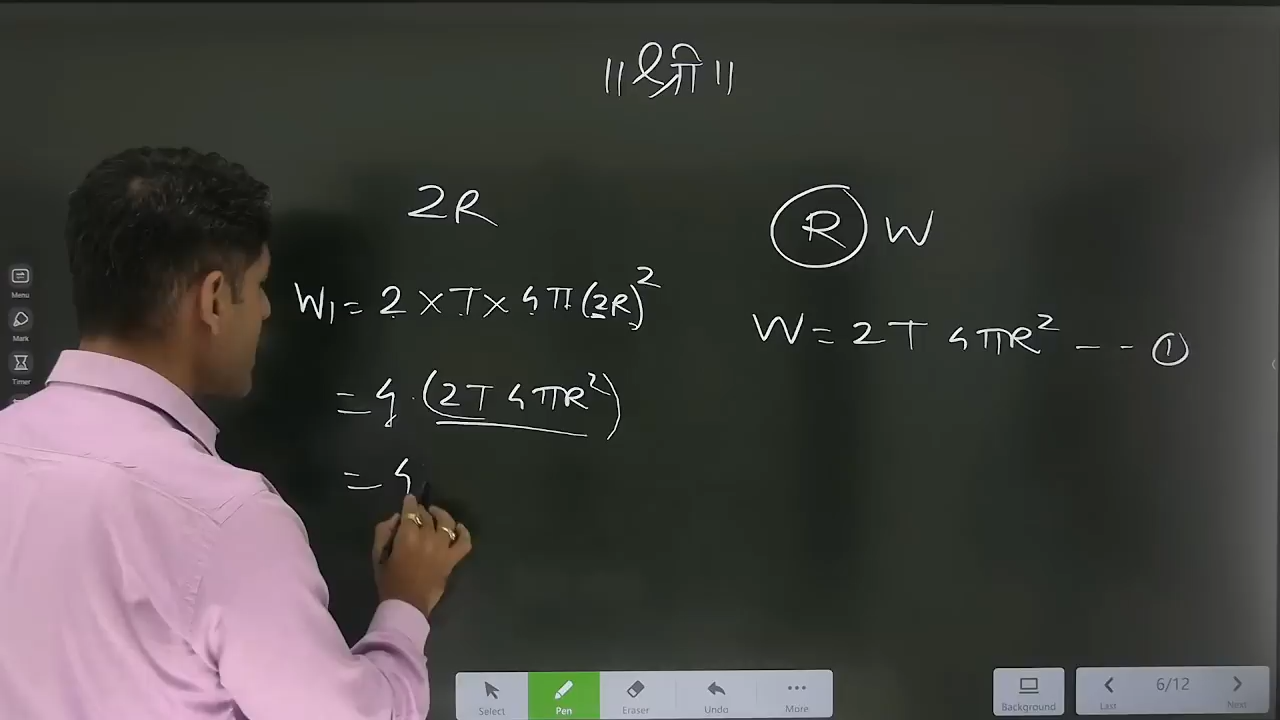 ॥ श्री ॥
2R
W₁ = 2 × T × 4π(2R)²
= 4 · (2T 4πR²)
= 4
R W
W = 2T 4πR² -- ①
Menu
Mark
Timer
Select
Pen
Eraser
Undo
More
Background
Last
6/12
Next